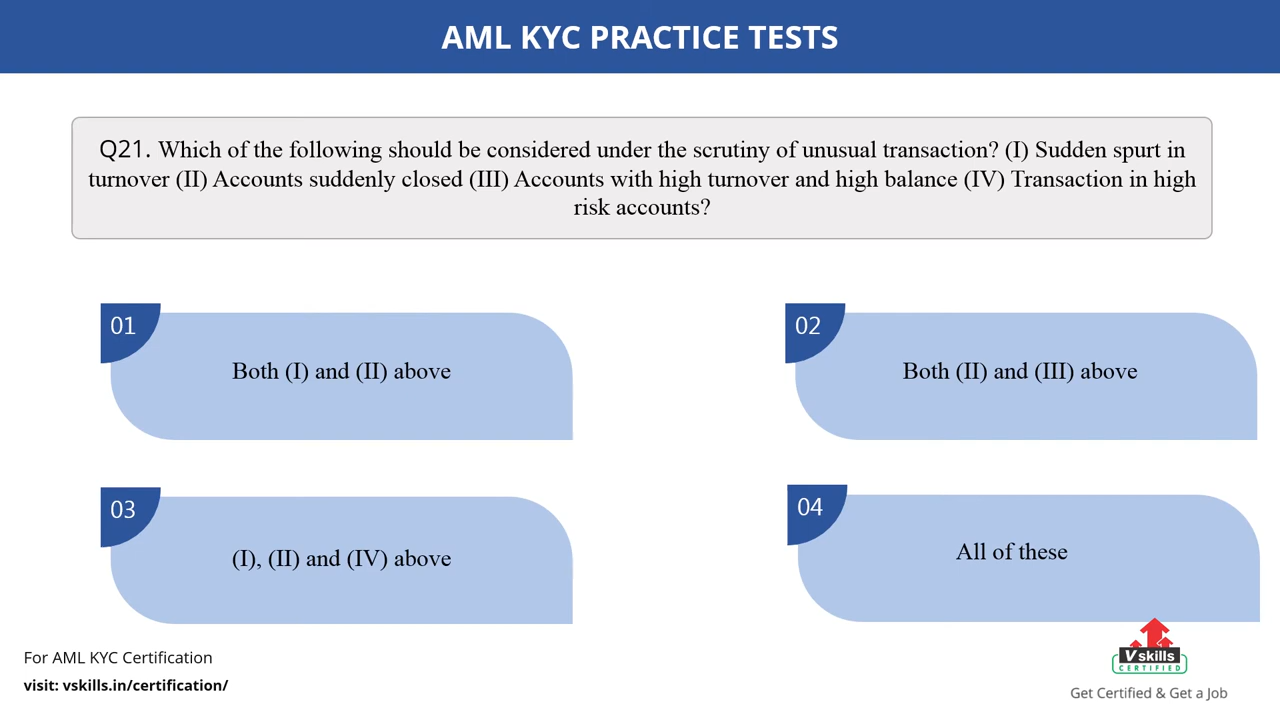 AML KYC PRACTICE TESTS
Q21. Which of the following should be considered under the scrutiny of unusual transaction? (I) Sudden spurt in
turnover (II) Accounts suddenly closed (III) Accounts with high turnover and high balance (IV) Transaction in high
risk accounts?
01
Both (I) and (II) above
02
Both (II) and (III) above
03
(I), (II) and (IV) above
04
All of these
For AML KYC Certification
visit: vskills.in/certification/
Vskills
CERTIFIED
Get Certified & Get a Job